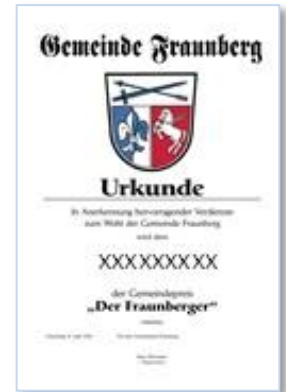 Gemeinde Fraunberg
Urkunde
In Anerkennung hervorragender Verdienste
zum Wohl der Gemeinde Fraunberg
wird dem
XXXXXXXXX
der Gemeindepreis
„Der Fraunberger“